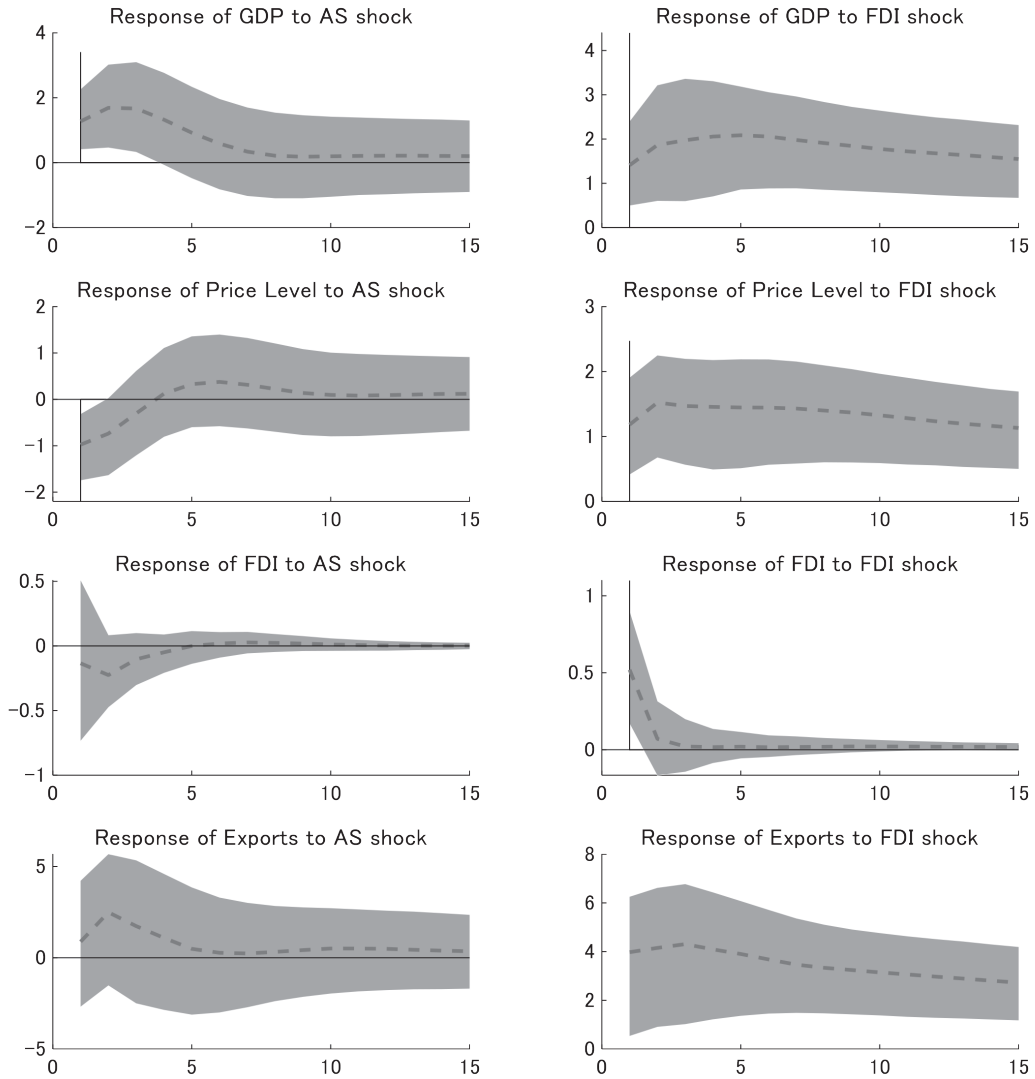 Response of GDP to AS shock
4
2
0
−2
0 5 10 15
Response of GDP to FDI shock
4
3
2
1
0
0 5 10 15
Response of Price Level to AS shock
2
1
0
−1
−2
0 5 10 15
Response of Price Level to FDI shock
3
2
1
0
0 5 10 15
Response of FDI to AS shock
0.5
0
−0.5
−1
0 5 10 15
Response of FDI to FDI shock
1
0.5
0
0 5 10 15
Response of Exports to AS shock
5
0
−5
0 5 10 15
Response of Exports to FDI shock
8
6
4
2
0
0 5 10 15